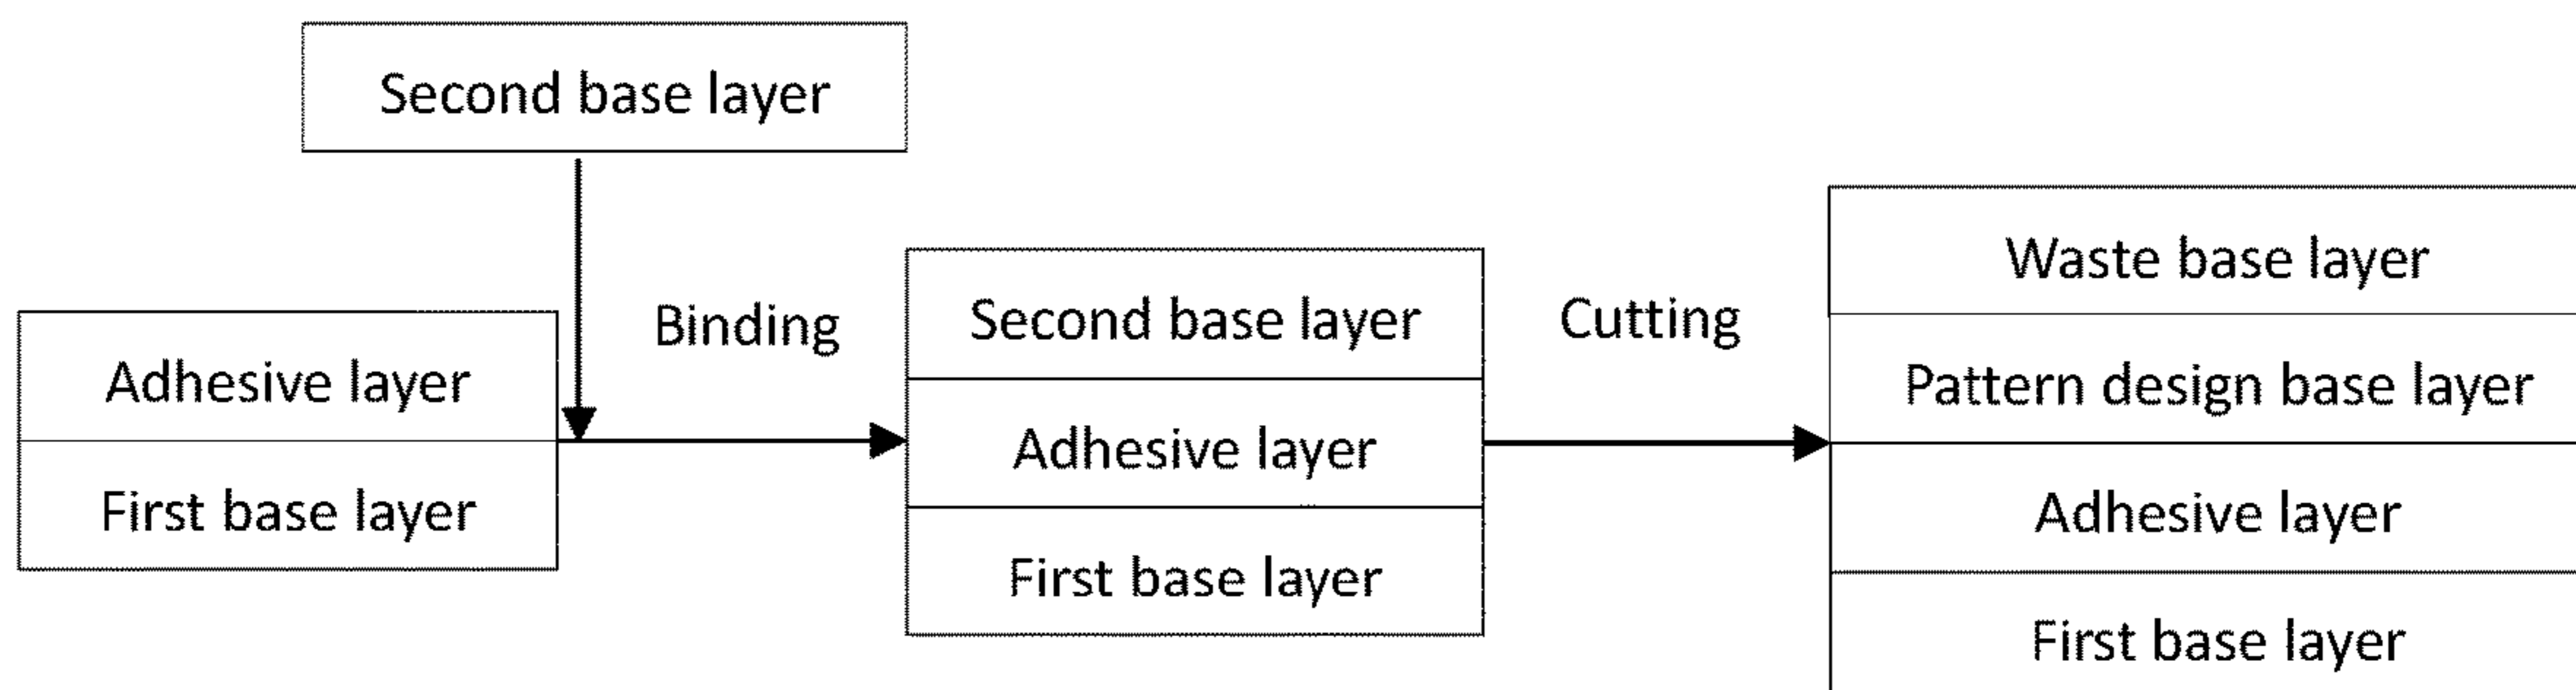 Second base layer
Adhesive layer
First base layer
Binding
Second base layer
Adhesive layer
First base layer
Cutting
Waste base layer
Pattern design base layer
Adhesive layer
First base layer